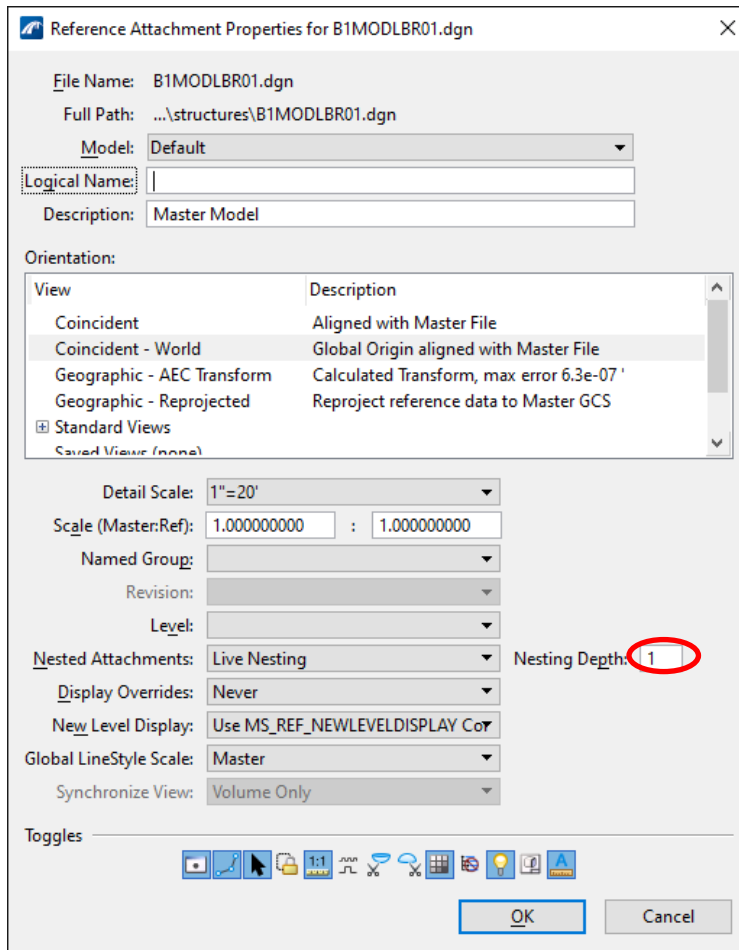 Reference Attachment Properties for B1MODLBR01.dgn
File Name: B1MODLBR01.dgn
Full Path: ...\structures\B1MODLBR01.dgn
Model: Default
Logical Name:
Description: Master Model
Orientation:
View Description
Coincident Aligned with Master File
Coincident - World Global Origin aligned with Master File
Geographic - AEC Transform Calculated Transform, max error 6.3e-07 '
Geographic - Reprojected Reproject reference data to Master GCS
Standard Views
Saved Views (none)
Detail Scale: 1"=20'
Scale (Master:Ref): 1.000000000 : 1.000000000
Named Group:
Revision:
Level:
Nested Attachments: Live Nesting Nesting Depth: 1
Display Overrides: Never
New Level Display: Use MS_REF_NEWLEVELDISPLAY Co
Global LineStyle Scale: Master
Synchronize View: Volume Only
Toggles
1:1 A
OK Cancel